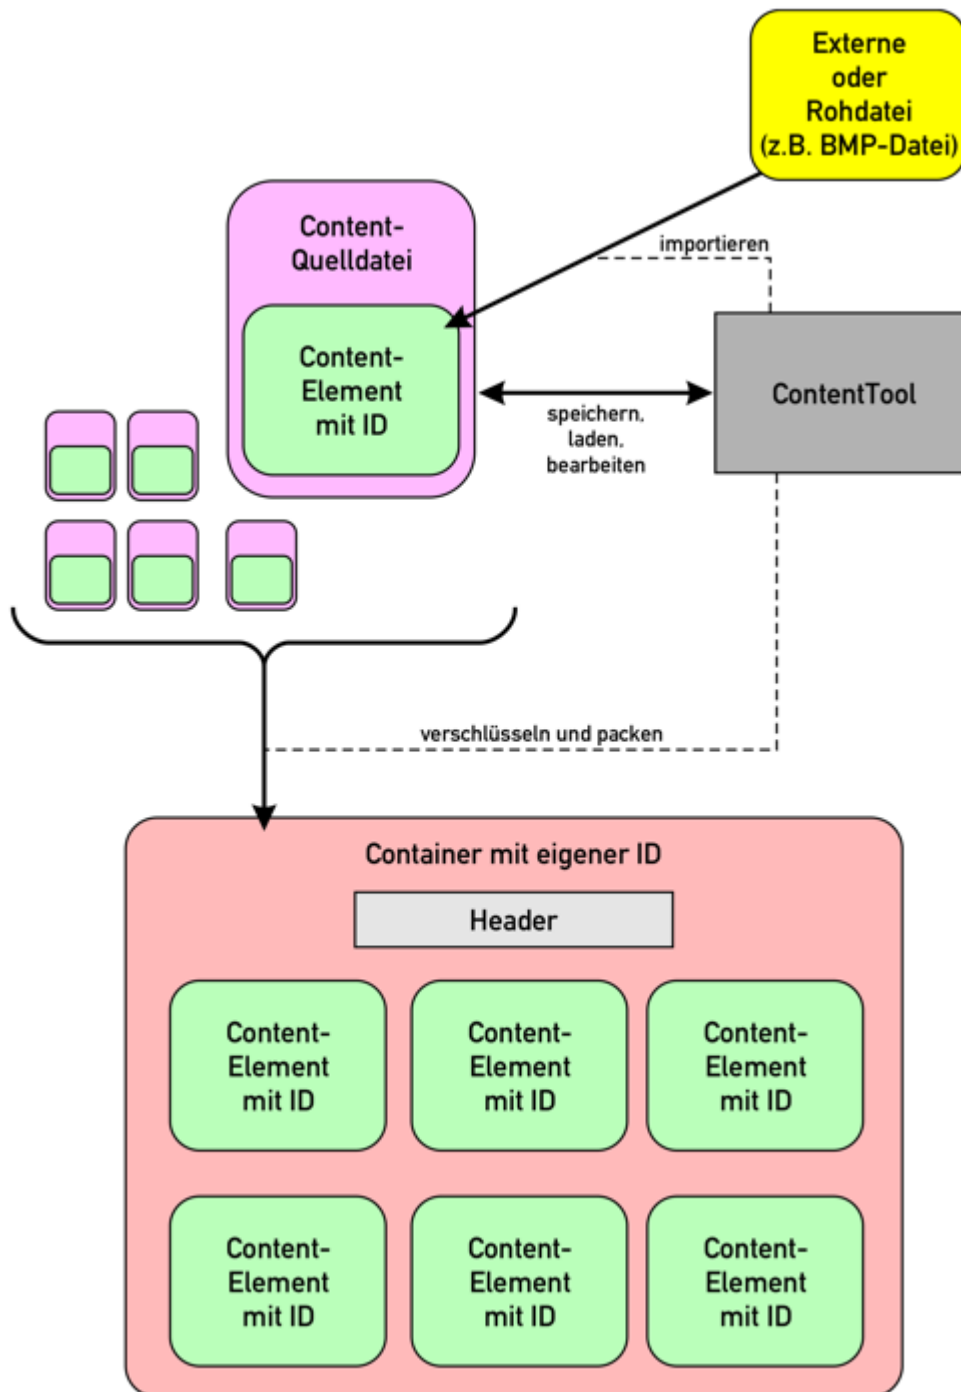 Externe
oder
Rohdatei
(z.B. BMP-Datei)
Content-
Quelldatei
importieren
Content-
Element
mit ID
ContentTool
speichern,
laden,
bearbeiten
verschlüsseln und packen
Container mit eigener ID
Header
Content-
Element
mit ID
Content-
Element
mit ID
Content-
Element
mit ID
Content-
Element
mit ID
Content-
Element
mit ID
Content-
Element
mit ID